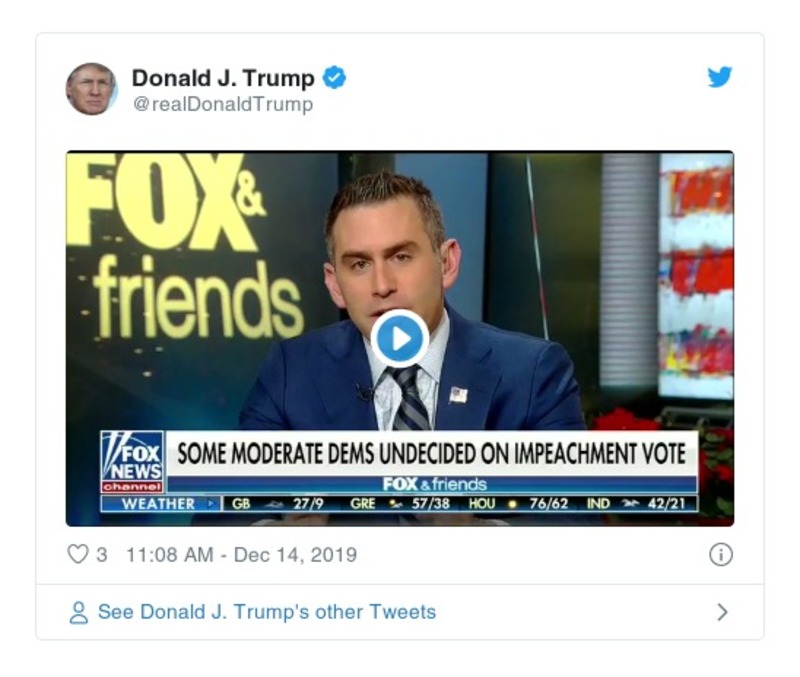 Donald J. Trump
@realDonaldTrump
FOX&
friends
FOX
NEWS
channel
SOME MODERATE DEMS UNDECIDED ON IMPEACHMENT VOTE
FOX & friends
WEATHER GB 27/9 GRE 57/38 HOU 76/62 IND 42/21
3 11:08 AM - Dec 14, 2019
See Donald J. Trump's other Tweets